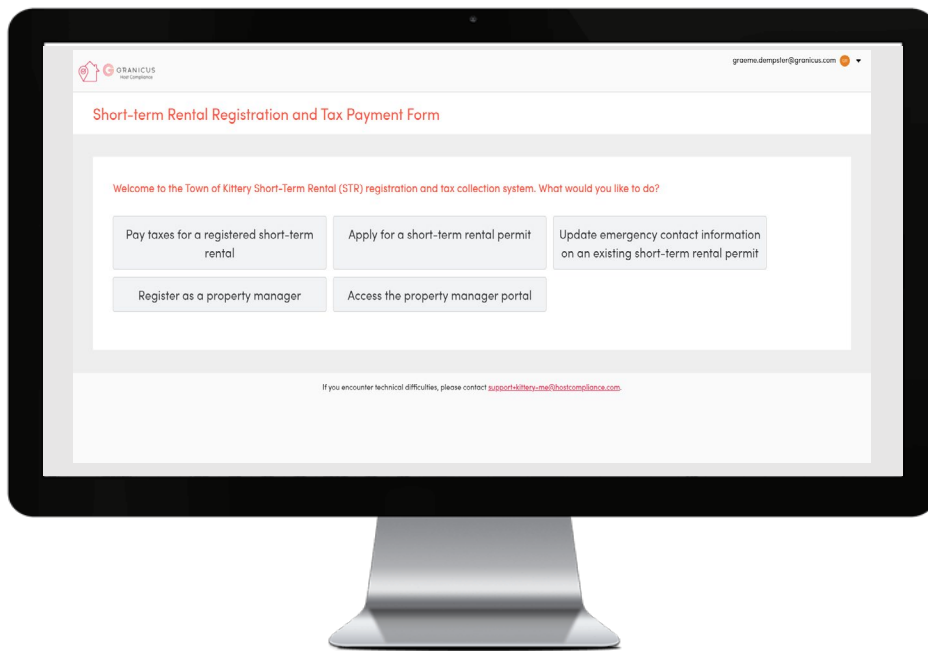 GRANICUS
Host Compliance
graeme.dempster@granicus.com
Short-term Rental Registration and Tax Payment Form
Welcome to the Town of Kittery Short-Term Rental (STR) registration and tax collection system. What would you like to do?
Pay taxes for a registered short-term
rental
Apply for a short-term rental permit
Update emergency contact information
on an existing short-term rental permit
Register as a property manager
Access the property manager portal
If you encounter technical difficulties, please contact support+kittery-me@hostcompliance.com.